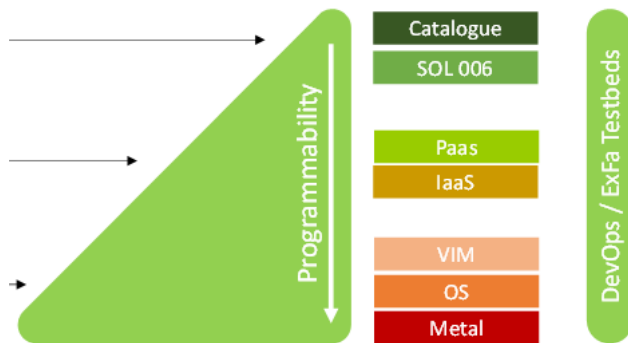 Programmability
Catalogue
SOL 006
Paas
IaaS
VIM
OS
Metal
DevOps / ExFa Testbeds